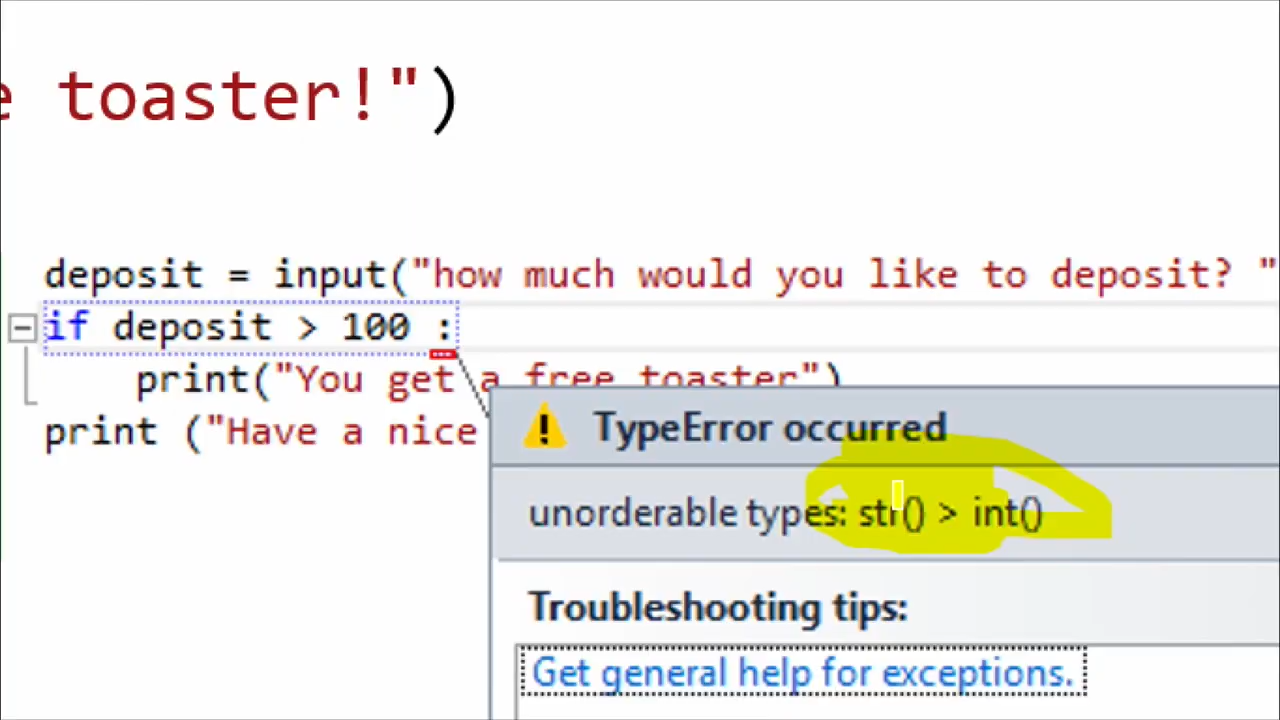 e toaster!")
deposit = input("how much would you like to deposit? "
if deposit > 100 :
print("You get a free toaster")
print ("Have a nice
TypeError occurred
unorderable types: str() > int()
Troubleshooting tips:
Get general help for exceptions.